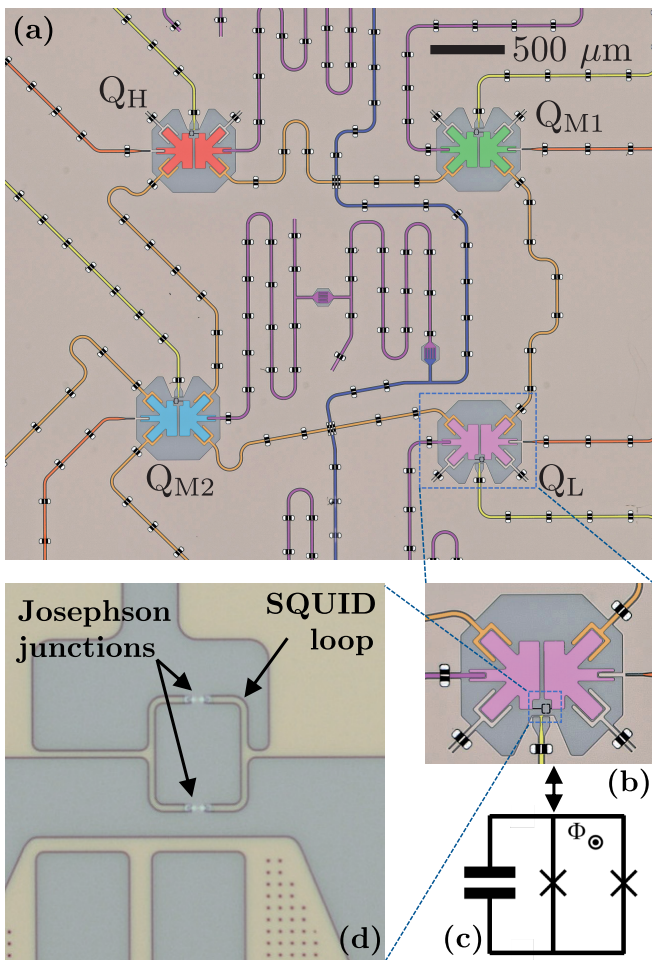 (a)
500 μm
Q_H
Q_M1
Q_M2
Q_L
Josephson
junctions
SQUID
loop
(b)
Φ
(c)
(d)